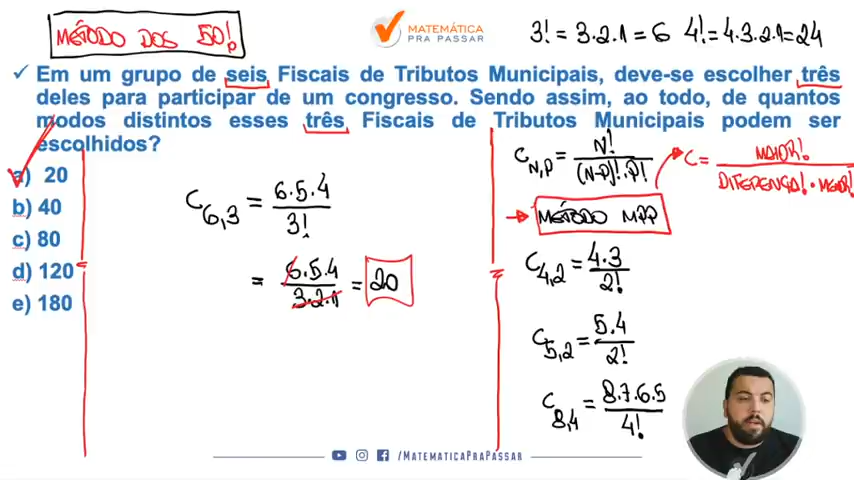 MÉTODO DOS 50!
MATEMÁTICA
PRA PASSAR
3! = 3.2.1 = 6 4! = 4.3.2.1 = 24
✓ Em um grupo de seis Fiscais de Tributos Municipais, deve-se escolher três
deles para participar de um congresso. Sendo assim, ao todo, de quantos
modos distintos esses três Fiscais de Tributos Municipais podem ser
escolhidos?
a) 20
b) 40
c) 80
d) 120
e) 180
C6,3 = 6.5.4 / 3!
= 6.5.4 / 3.2.1 = 20
CN,P = N! / (N-P)! . P!
C = MAIOR! / DIFERENÇA! . MENOR!
MÉTODO MPP
C4,2 = 4.3 / 2!
C5,2 = 5.4 / 2!
C8,4 = 8.7.6.5 / 4!
/MATEMATICAPRAPASSAR